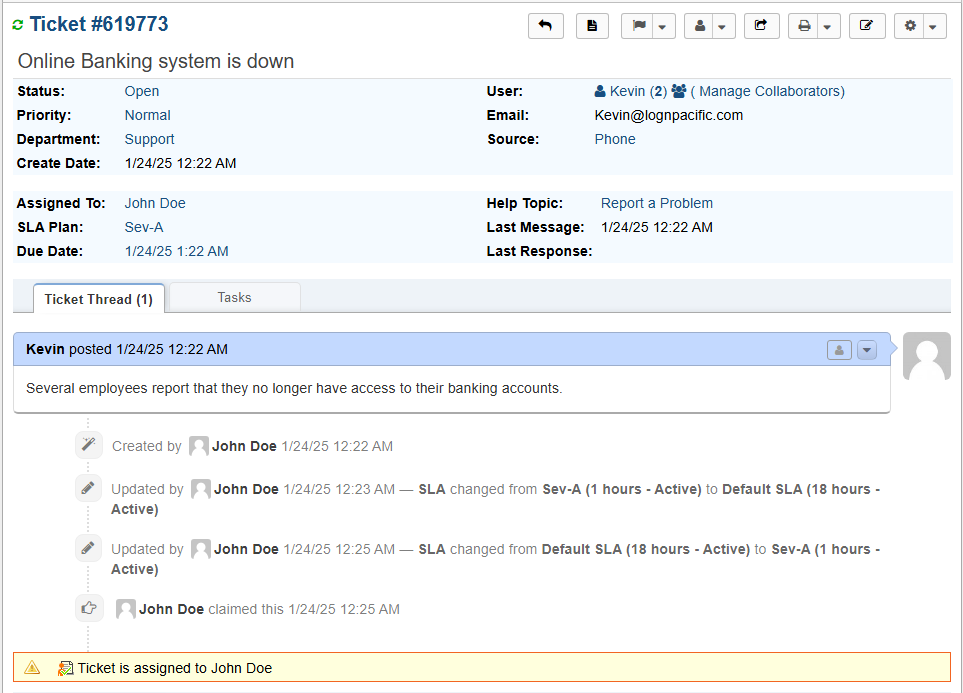 Ticket #619773
Online Banking system is down
Status: Open
User: Kevin (2) ( Manage Collaborators)
Priority: Normal
Email: Kevin@lognpacific.com
Department: Support
Source: Phone
Create Date: 1/24/25 12:22 AM
Assigned To: John Doe
Help Topic: Report a Problem
SLA Plan: Sev-A
Last Message: 1/24/25 12:22 AM
Due Date: 1/24/25 1:22 AM
Last Response:
Ticket Thread (1) Tasks
Kevin posted 1/24/25 12:22 AM
Several employees report that they no longer have access to their banking accounts.
Created by John Doe 1/24/25 12:22 AM
Updated by John Doe 1/24/25 12:23 AM — SLA changed from Sev-A (1 hours - Active) to Default SLA (18 hours -
Active)
Updated by John Doe 1/24/25 12:25 AM — SLA changed from Default SLA (18 hours - Active) to Sev-A (1 hours -
Active)
John Doe claimed this 1/24/25 12:25 AM
Ticket is assigned to John Doe